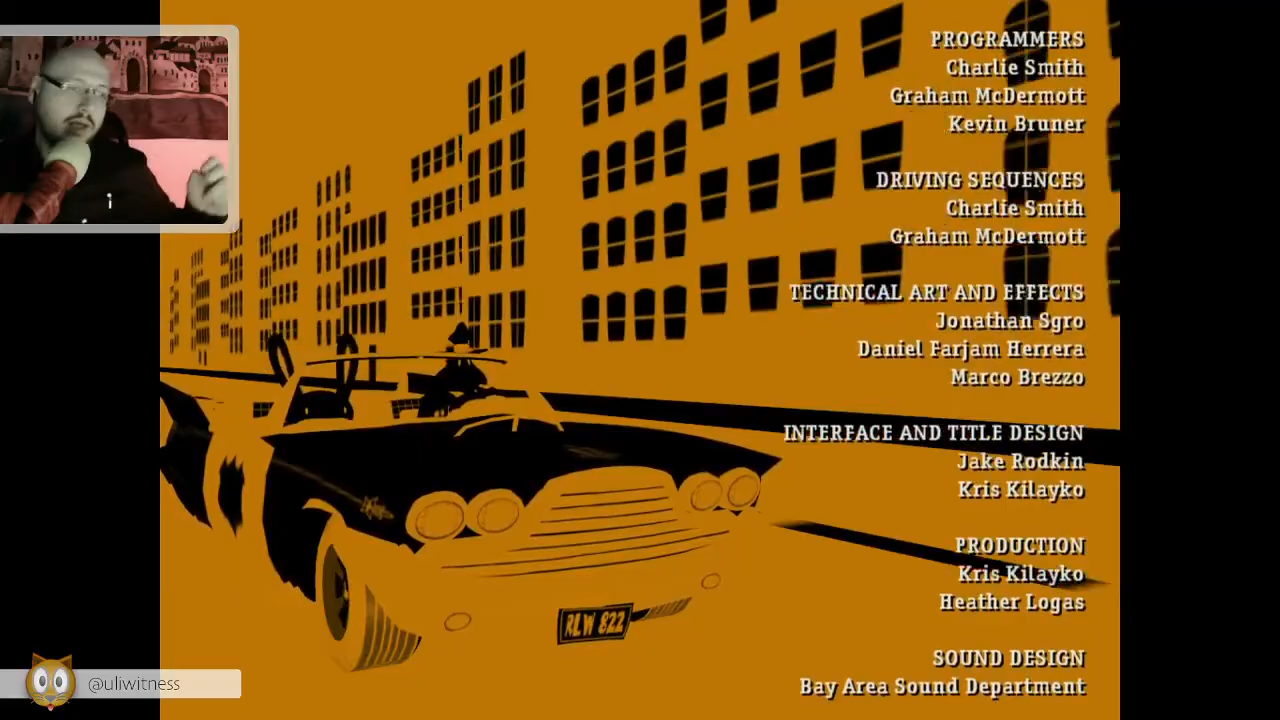 PROGRAMMERS
Charlie Smith
Graham McDermott
Kevin Bruner
DRIVING SEQUENCES
Charlie Smith
Graham McDermott
TECHNICAL ART AND EFFECTS
Jonathan Sgro
Daniel Farjam Herrera
Marco Brezzo
INTERFACE AND TITLE DESIGN
Jake Rodkin
Kris Kilayko
PRODUCTION
Kris Kilayko
Heather Logas
RLW 822
SOUND DESIGN
Bay Area Sound Department
@uliwitness